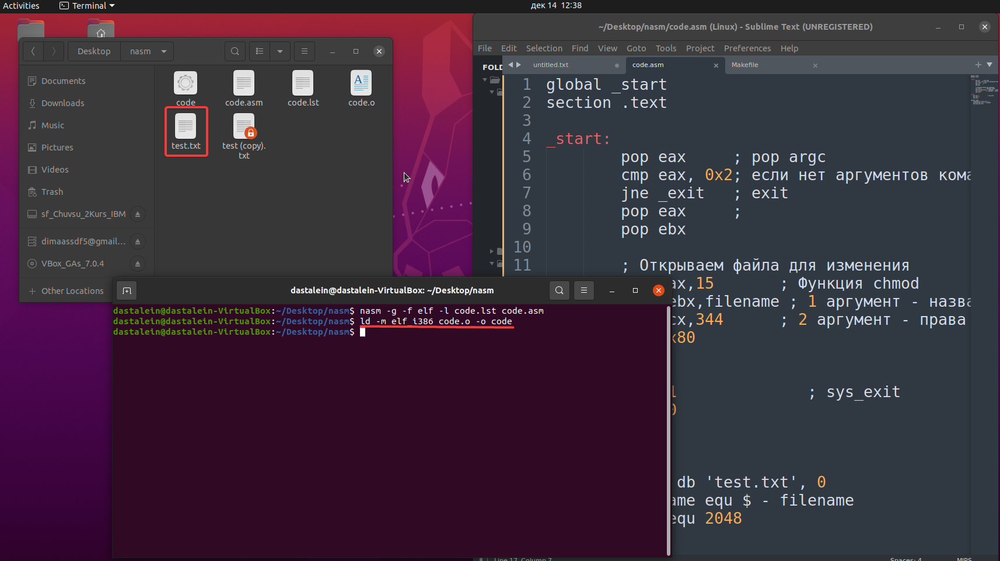 Activities
Terminal
дек 14 12:38
Desktop
nasm
Documents
Downloads
Music
Pictures
Videos
Trash
sf_Chuvsu_2Kurs_IBM
dimaassdf5@gmail...
VBox_GAs_7.0.4
Other Locations
code
code.asm
code.lst
code.o
test.txt
test (copy).
txt
~/Desktop/nasm/code.asm (Linux) - Sublime Text (UNREGISTERED)
File Edit Selection Find View Goto Tools Project Preferences Help
FOLD
untitled.txt
code.asm
Makefile
1 global _start
2 section .text
3
4 _start:
5 pop eax ; pop argc
6 cmp eax, 0x2; если нет аргументов кома
7 jne _exit ; exit
8 pop eax ;
9 pop ebx
10
11 ; Открываем файла для изменения
ax,15 ; Функция chmod
ebx,filename ; 1 аргумент - назва
cx,344 ; 2 аргумент - права
x80
1 ; sys_exit
0
db 'test.txt', 0
ame equ $ - filename
equ 2048
Line 17, Column 7
Spaces: 4
MIPS
dastalein@dastalein-VirtualBox: ~/Desktop/nasm
dastalein@dastalein-VirtualBox:~/Desktop/nasm$ nasm -g -f elf -l code.lst code.asm
dastalein@dastalein-VirtualBox:~/Desktop/nasm$ ld -m elf_i386 code.o -o code
dastalein@dastalein-VirtualBox:~/Desktop/nasm$